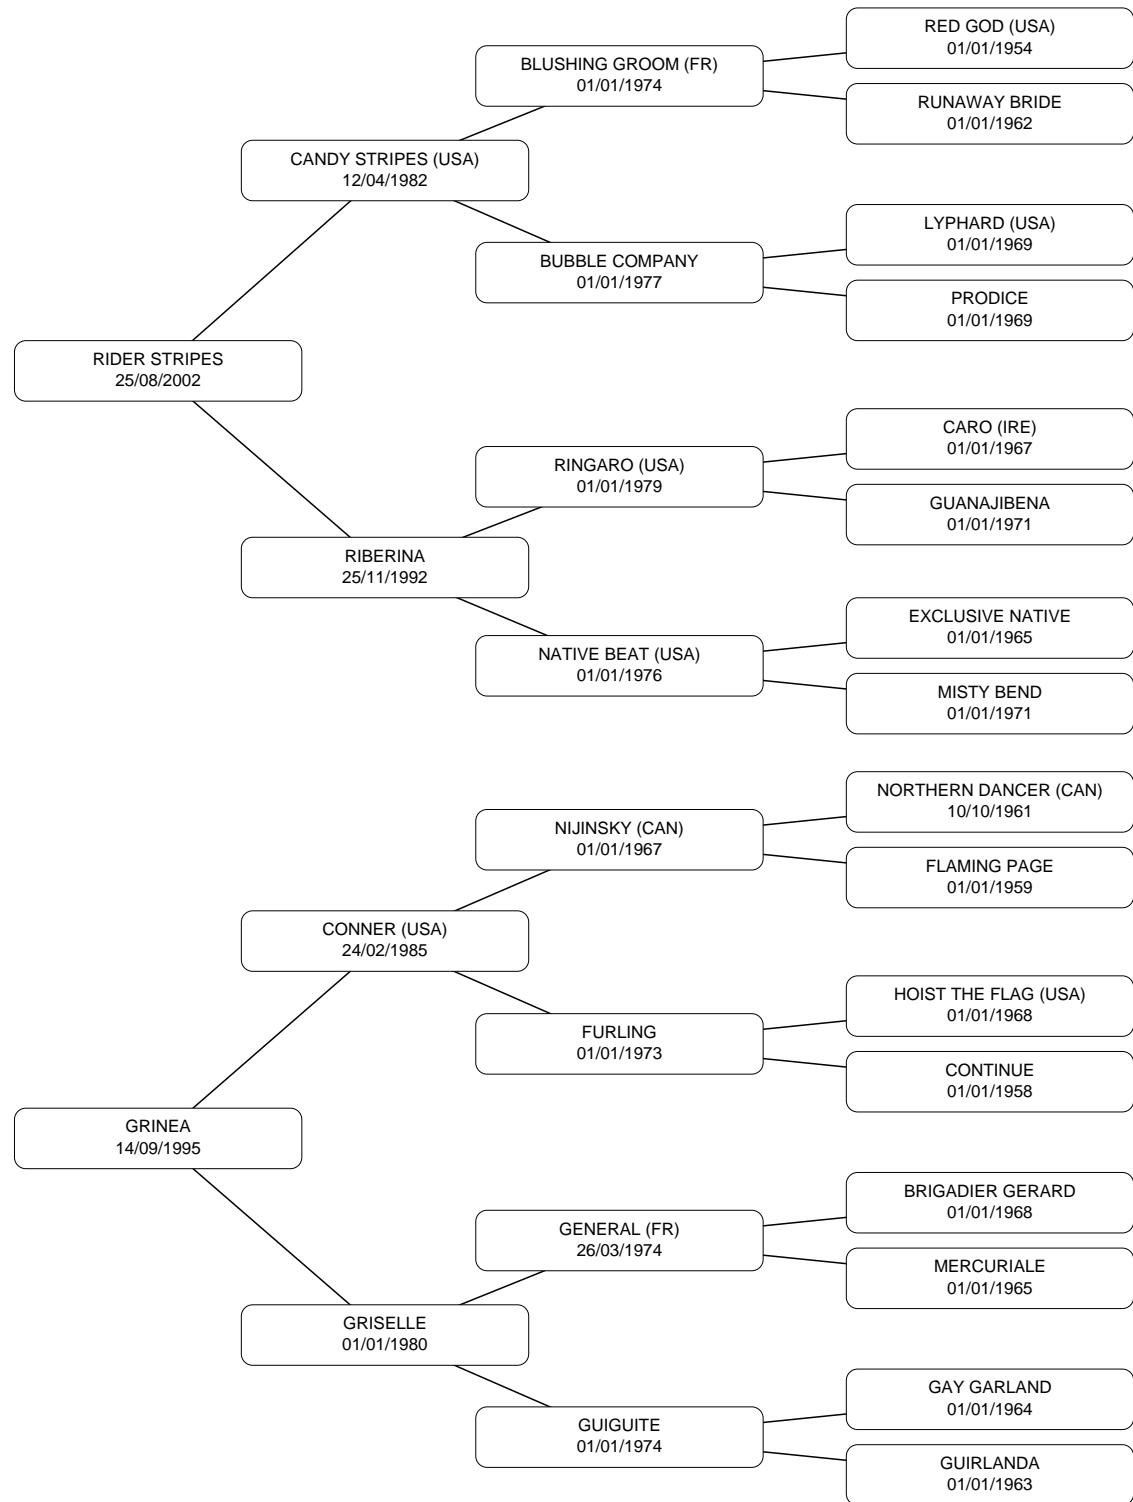 RED GOD (USA)
01/01/1954
BLUSHING GROOM (FR)
01/01/1974
RUNAWAY BRIDE
01/01/1962
CANDY STRIPES (USA)
12/04/1982
LYPHARD (USA)
01/01/1969
BUBBLE COMPANY
01/01/1977
PRODICE
01/01/1969
RIDER STRIPES
25/08/2002
CARO (IRE)
01/01/1967
RINGARO (USA)
01/01/1979
GUANAJIBENA
01/01/1971
RIBERINA
25/11/1992
EXCLUSIVE NATIVE
01/01/1965
NATIVE BEAT (USA)
01/01/1976
MISTY BEND
01/01/1971
NORTHERN DANCER (CAN)
10/10/1961
NIJINSKY (CAN)
01/01/1967
FLAMING PAGE
01/01/1959
CONNER (USA)
24/02/1985
HOIST THE FLAG (USA)
01/01/1968
FURLING
01/01/1973
CONTINUE
01/01/1958
GRINEA
14/09/1995
BRIGADIER GERARD
01/01/1968
GENERAL (FR)
26/03/1974
MERCURIALE
01/01/1965
GRISELLE
01/01/1980
GAY GARLAND
01/01/1964
GUIGUITE
01/01/1974
GUIRLANDA
01/01/1963